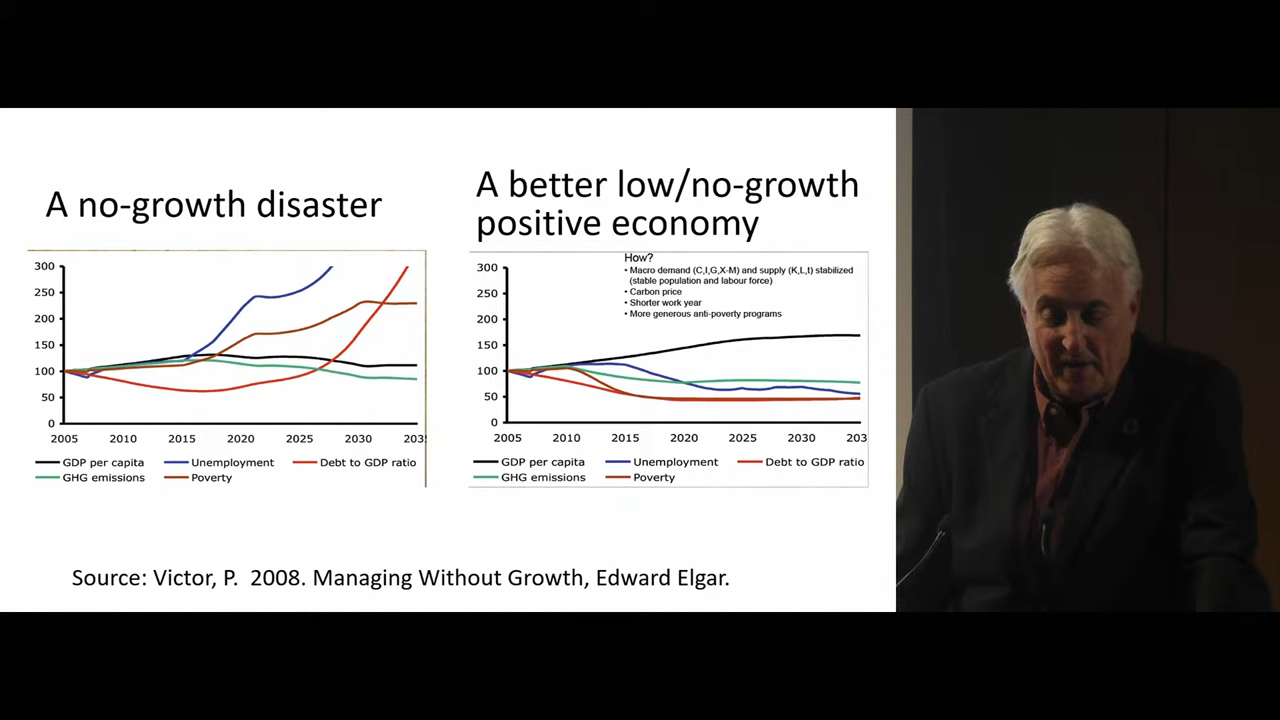 A no-growth disaster
300
250
200
150
100
50
0
2005 2010 2015 2020 2025 2030 203
GDP per capita Unemployment Debt to GDP ratio
GHG emissions Poverty
A better low/no-growth
positive economy
How?
• Macro demand (C,I,G,X-M) and supply (K,L,t) stabilized
(stable population and labour force)
• Carbon price
• Shorter work year
• More generous anti-poverty programs
300
250
200
150
100
50
0
2005 2010 2015 2020 2025 2030 203
GDP per capita Unemployment Debt to GDP ratio
GHG emissions Poverty
Source: Victor, P. 2008. Managing Without Growth, Edward Elgar.